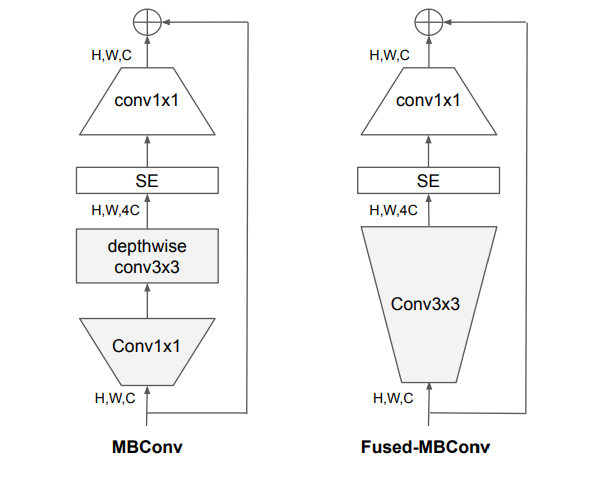 H,W,C
conv1x1
SE
H,W,4C
depthwise
conv3x3
Conv1x1
H,W,C
MBConv
H,W,C
conv1x1
SE
H,W,4C
Conv3x3
H,W,C
Fused-MBConv